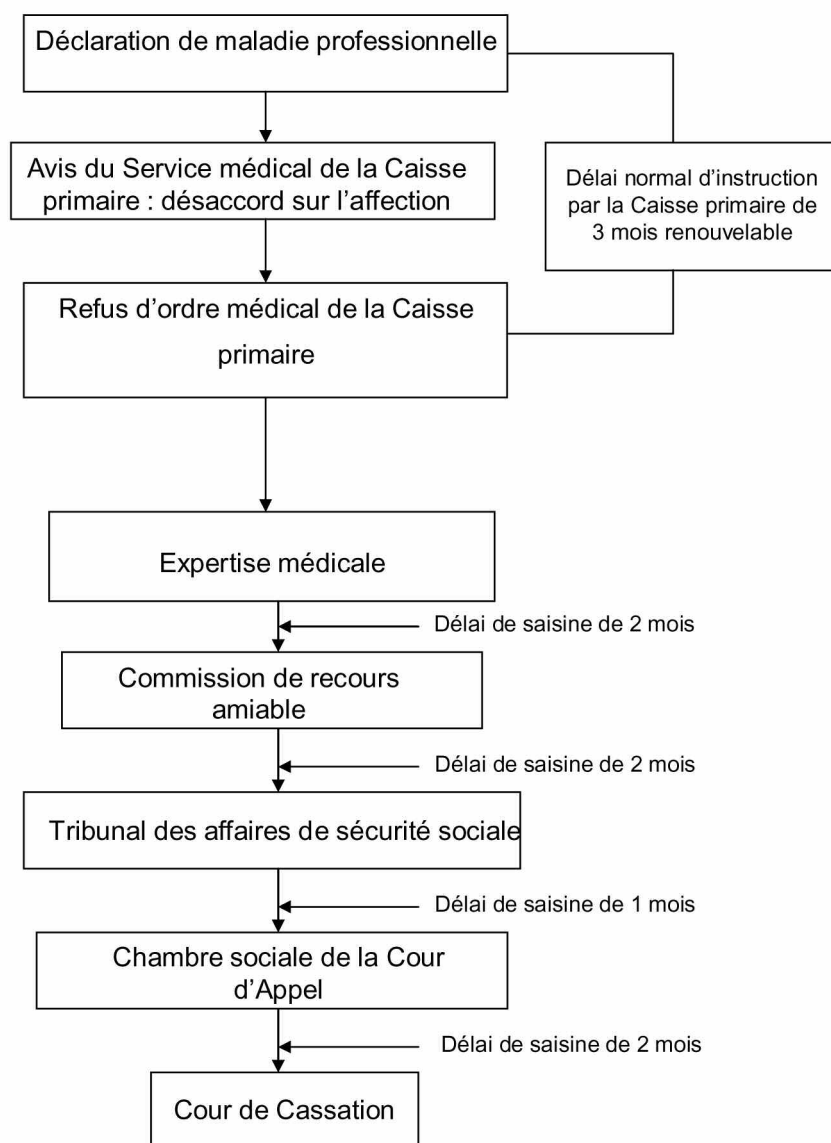 Déclaration de maladie professionnelle
Avis du Service médical de la Caisse
primaire : désaccord sur l’affection
Délai normal d’instruction
par la Caisse primaire de
3 mois renouvelable
Refus d’ordre médical de la Caisse
primaire
Expertise médicale
Délai de saisine de 2 mois
Commission de recours
amiable
Délai de saisine de 2 mois
Tribunal des affaires de sécurité sociale
Délai de saisine de 1 mois
Chambre sociale de la Cour
d’Appel
Délai de saisine de 2 mois
Cour de Cassation